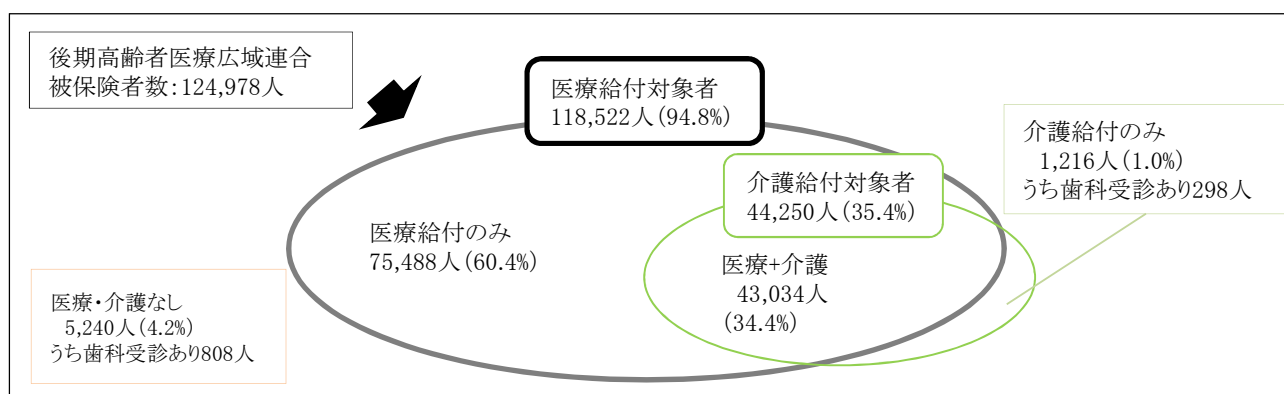 後期高齢者医療広域連合
被保険者数:124,978人
医療給付対象者
118,522人(94.8%)
介護給付のみ
1,216人(1.0%)
うち歯科受診あり298人
介護給付対象者
44,250人(35.4%)
医療給付のみ
75,488人(60.4%)
医療+介護
43,034人
(34.4%)
医療・介護なし
5,240人(4.2%)
うち歯科受診あり808人